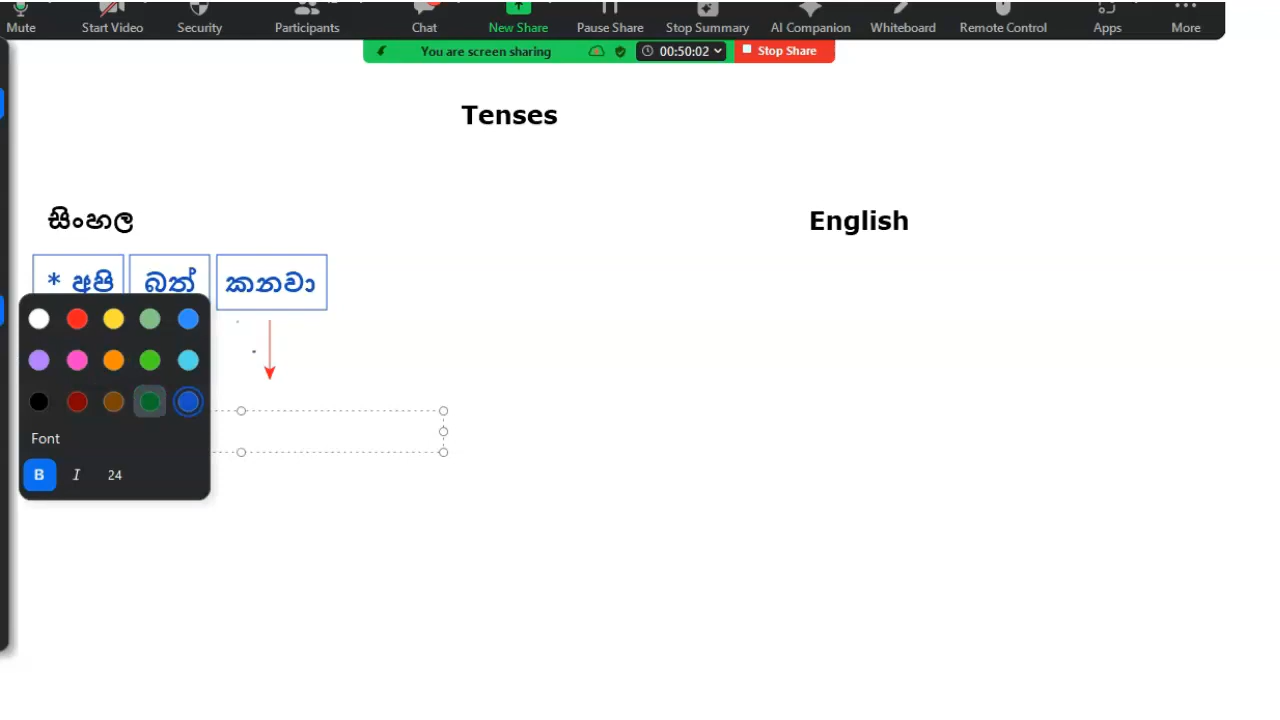 Mute Start Video Security Participants Chat New Share Pause Share Stop Summary AI Companion Whiteboard Remote Control Apps More
You are screen sharing 00:50:02 Stop Share
Tenses
සිංහල English
* අපි බත් කනවා
Font
B I 24